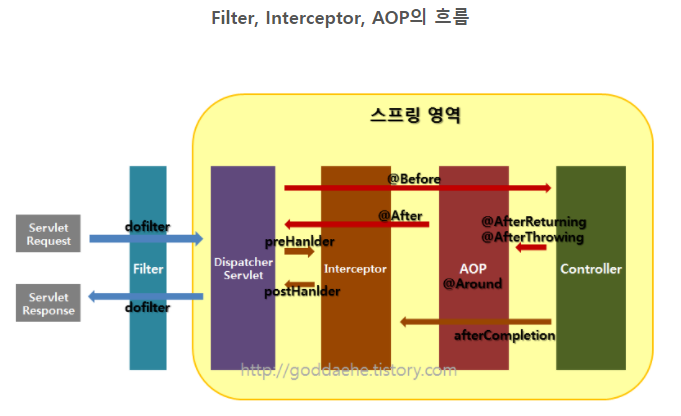 Filter, Interceptor, AOP의 흐름
스프링 영역
@Before
@After
@AfterReturning
@AfterThrowing
Servlet
Request
dofilter
preHanlder
Filter
Dispatcher
Servlet
Interceptor
AOP
@Around
Controller
Servlet
Response
dofilter
postHanlder
afterCompletion
http://goddaehe.tistory.com